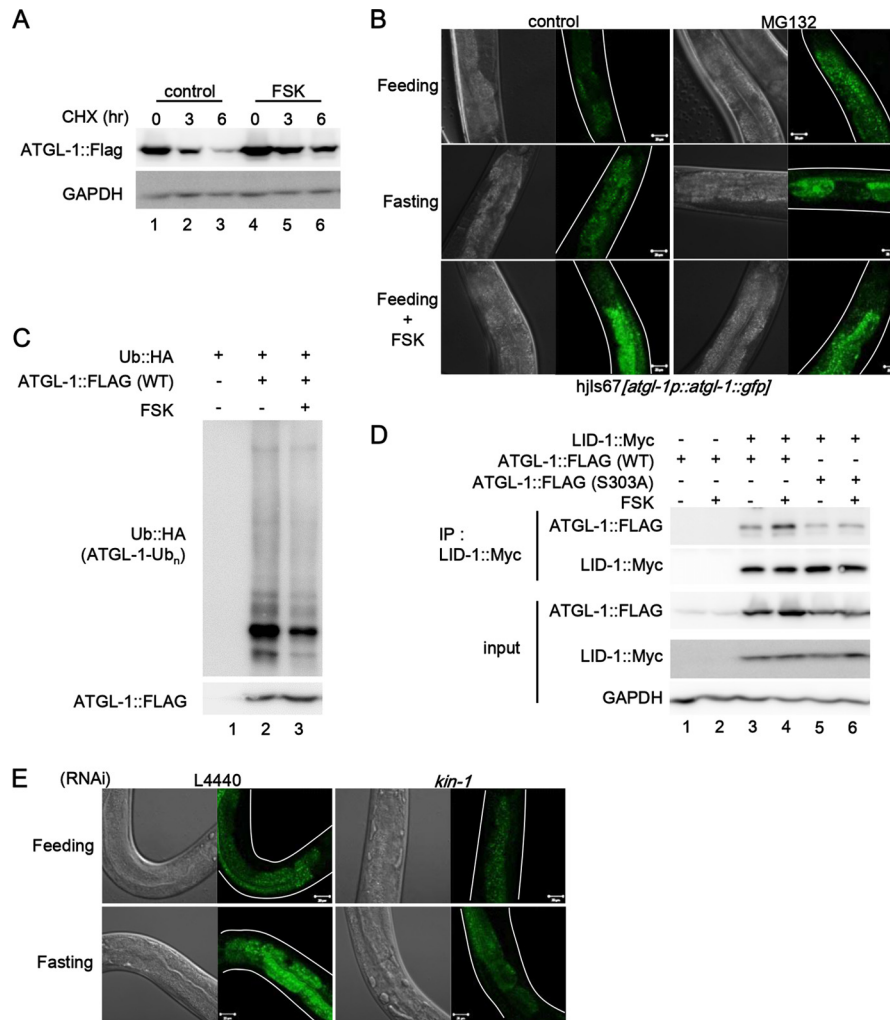 A
control FSK
CHX (hr) 0 3 6 0 3 6
ATGL-1::Flag
GAPDH
1 2 3 4 5 6
B
control MG132
Feeding
Fasting
Feeding
+
FSK
hjIs67[atgl-1p::atgl-1::gfp]
C
Ub::HA + + +
ATGL-1::FLAG (WT) - + +
FSK - - +
Ub::HA
(ATGL-1-Ubn)
ATGL-1::FLAG
1 2 3
D
LID-1::Myc - - + + + +
ATGL-1::FLAG (WT) + + + + - -
ATGL-1::FLAG (S303A) - - - - + +
FSK - + - + - +
IP :
LID-1::Myc
ATGL-1::FLAG
LID-1::Myc
input
ATGL-1::FLAG
LID-1::Myc
GAPDH
1 2 3 4 5 6
E
(RNAi) L4440 kin-1
Feeding
Fasting